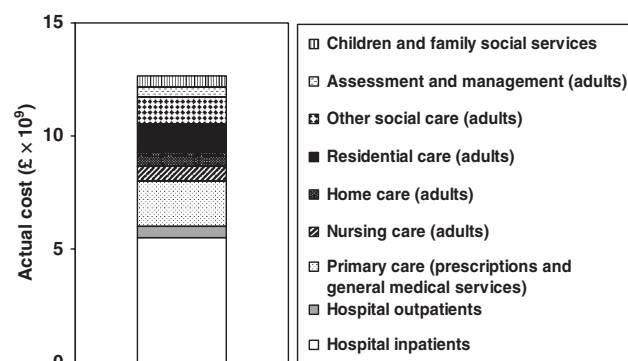 15
10
5
0
Actual cost (£ × 10⁹)
Children and family social services
Assessment and management (adults)
Other social care (adults)
Residential care (adults)
Home care (adults)
Nursing care (adults)
Primary care (prescriptions and
general medical services)
Hospital outpatients
Hospital inpatients